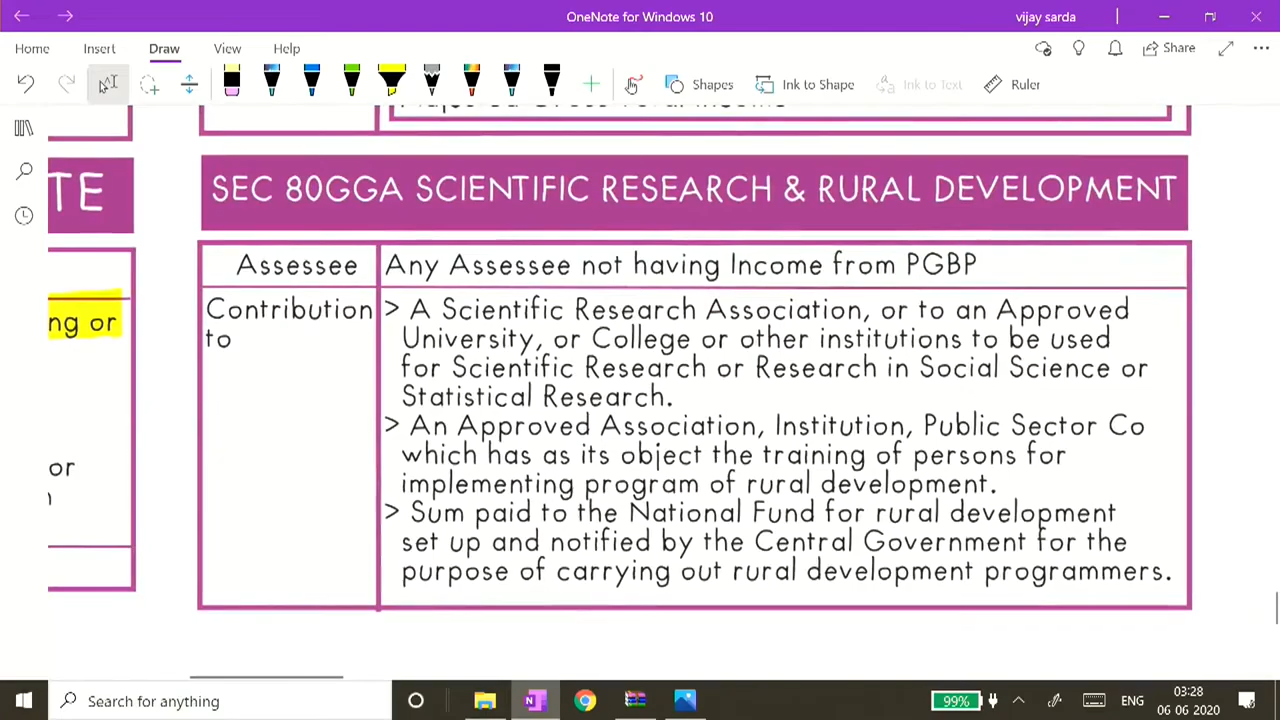 OneNote for Windows 10
vijay sarda
Home
Insert
Draw
View
Help
Share
Shapes
Ink to Shape
Ink to Text
Ruler
TE
SEC 80GGA SCIENTIFIC RESEARCH & RURAL DEVELOPMENT
ng or
or
Assessee
Any Assessee not having Income from PGBP
Contribution
to
> A Scientific Research Association, or to an Approved
University, or College or other institutions to be used
for Scientific Research or Research in Social Science or
Statistical Research.
> An Approved Association, Institution, Public Sector Co
which has as its object the training of persons for
implementing program of rural development.
> Sum paid to the National Fund for rural development
set up and notified by the Central Government for the
purpose of carrying out rural development programmers.
Search for anything
99%
ENG
03:28
06-06-2020